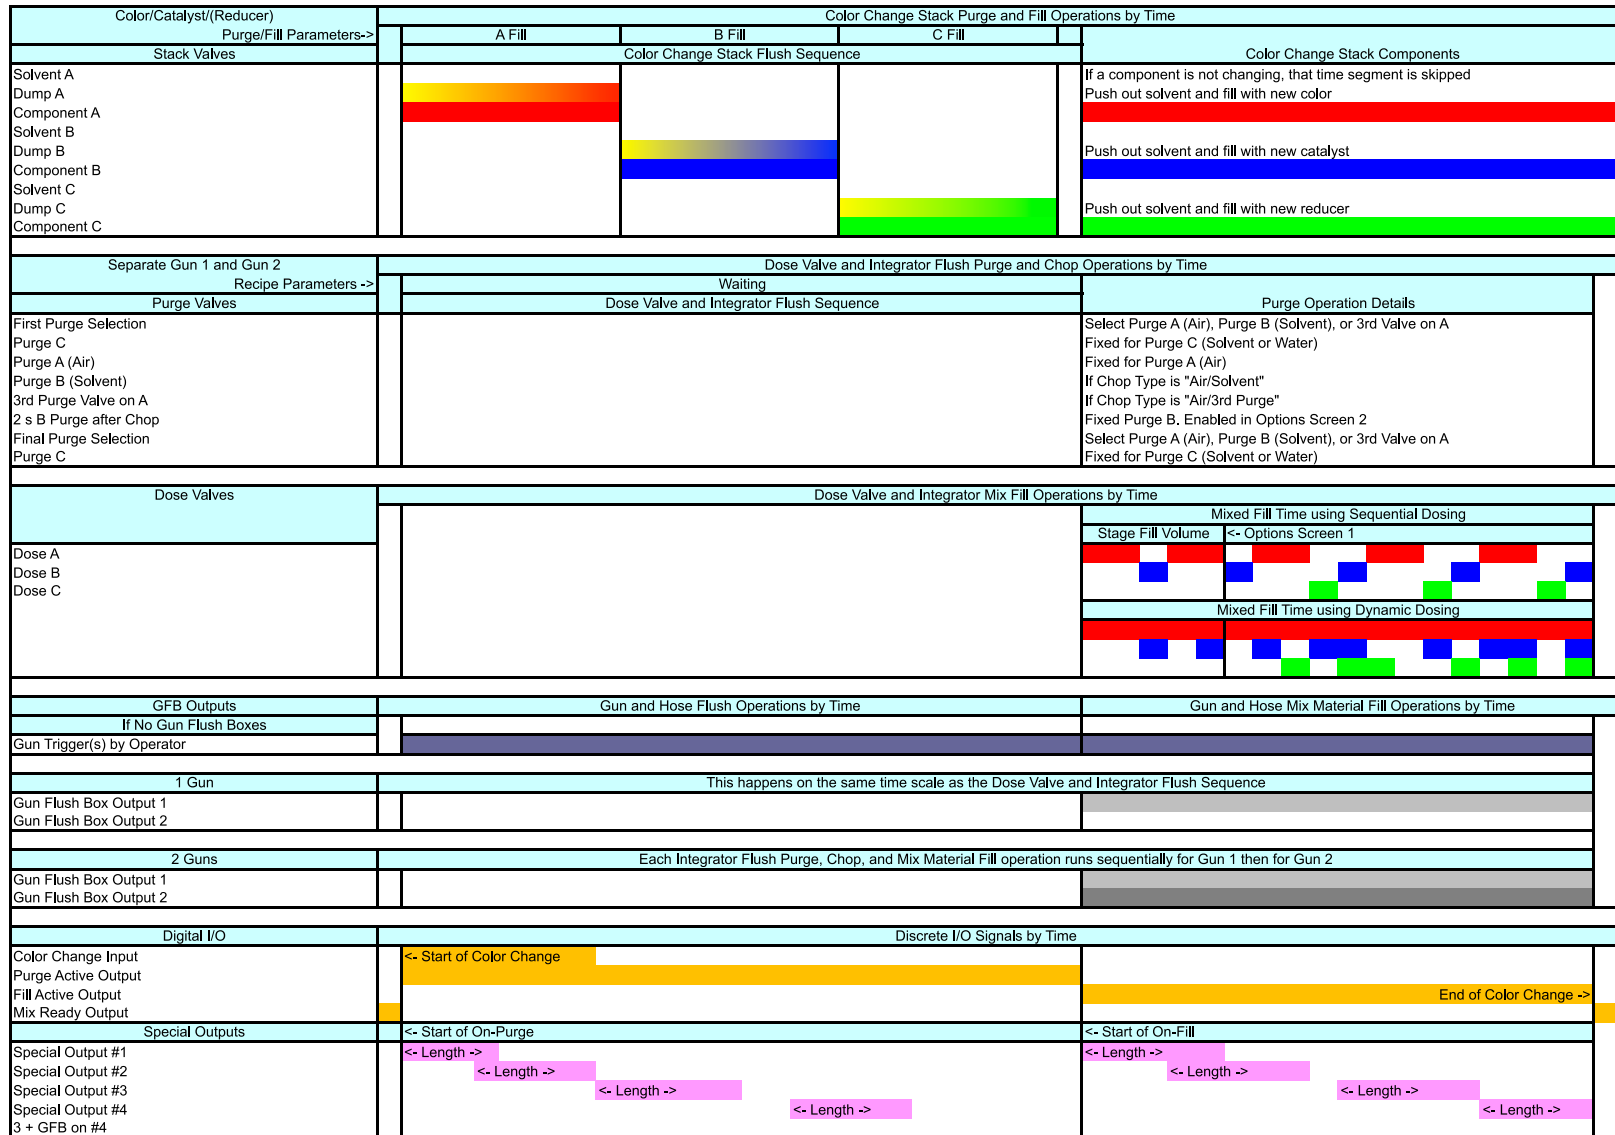 Color/Catalyst/(Reducer)
Color Change Stack Purge and Fill Operations by Time
Purge/Fill Parameters->
A Fill
B Fill
C Fill
Stack Valves
Color Change Stack Flush Sequence
Color Change Stack Components
Solvent A
If a component is not changing, that time segment is skipped
Dump A
Push out solvent and fill with new color
Component A
Solvent B
Dump B
Push out solvent and fill with new catalyst
Component B
Solvent C
Dump C
Push out solvent and fill with new reducer
Component C
Separate Gun 1 and Gun 2
Dose Valve and Integrator Flush Purge and Chop Operations by Time
Recipe Parameters ->
Waiting
Purge Valves
Dose Valve and Integrator Flush Sequence
Purge Operation Details
First Purge Selection
Select Purge A (Air), Purge B (Solvent), or 3rd Valve on A
Purge C
Fixed for Purge C (Solvent or Water)
Purge A (Air)
Fixed for Purge A (Air)
Purge B (Solvent)
If Chop Type is "Air/Solvent"
3rd Purge Valve on A
If Chop Type is "Air/3rd Purge"
2 s B Purge after Chop
Fixed Purge B. Enabled in Options Screen 2
Final Purge Selection
Select Purge A (Air), Purge B (Solvent), or 3rd Valve on A
Purge C
Fixed for Purge C (Solvent or Water)
Dose Valves
Dose Valve and Integrator Mix Fill Operations by Time
Mixed Fill Time using Sequential Dosing
Stage Fill Volume
<- Options Screen 1
Dose A
Dose B
Dose C
Mixed Fill Time using Dynamic Dosing
GFB Outputs
Gun and Hose Flush Operations by Time
Gun and Hose Mix Material Fill Operations by Time
If No Gun Flush Boxes
Gun Trigger(s) by Operator
1 Gun
This happens on the same time scale as the Dose Valve and Integrator Flush Sequence
Gun Flush Box Output 1
Gun Flush Box Output 2
2 Guns
Each Integrator Flush Purge, Chop, and Mix Material Fill operation runs sequentially for Gun 1 then for Gun 2
Gun Flush Box Output 1
Gun Flush Box Output 2
Digital I/O
Discrete I/O Signals by Time
Color Change Input
<- Start of Color Change
Purge Active Output
Fill Active Output
End of Color Change ->
Mix Ready Output
Special Outputs
<- Start of On-Purge
<- Start of On-Fill
Special Output #1
<- Length ->
<- Length ->
Special Output #2
<- Length ->
<- Length ->
Special Output #3
<- Length ->
<- Length ->
Special Output #4
<- Length ->
<- Length ->
3 + GFB on #4